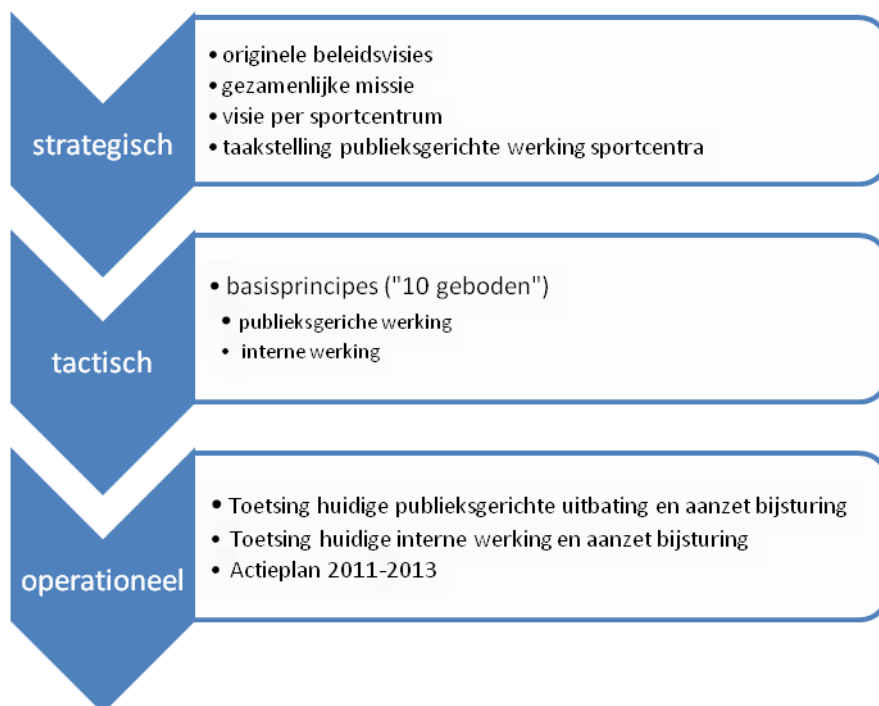 strategisch
• originele beleidsvisies
• gezamenlijke missie
• visie per sportcentrum
• taakstelling publieksgerichte werking sportcentra
tactisch
• basisprincipes ("10 geboden")
• publieksgeriche werking
• interne werking
operationeel
• Toetsing huidige publieksgerichte uitbating en aanzet bijsturing
• Toetsing huidige interne werking en aanzet bijsturing
• Actieplan 2011-2013